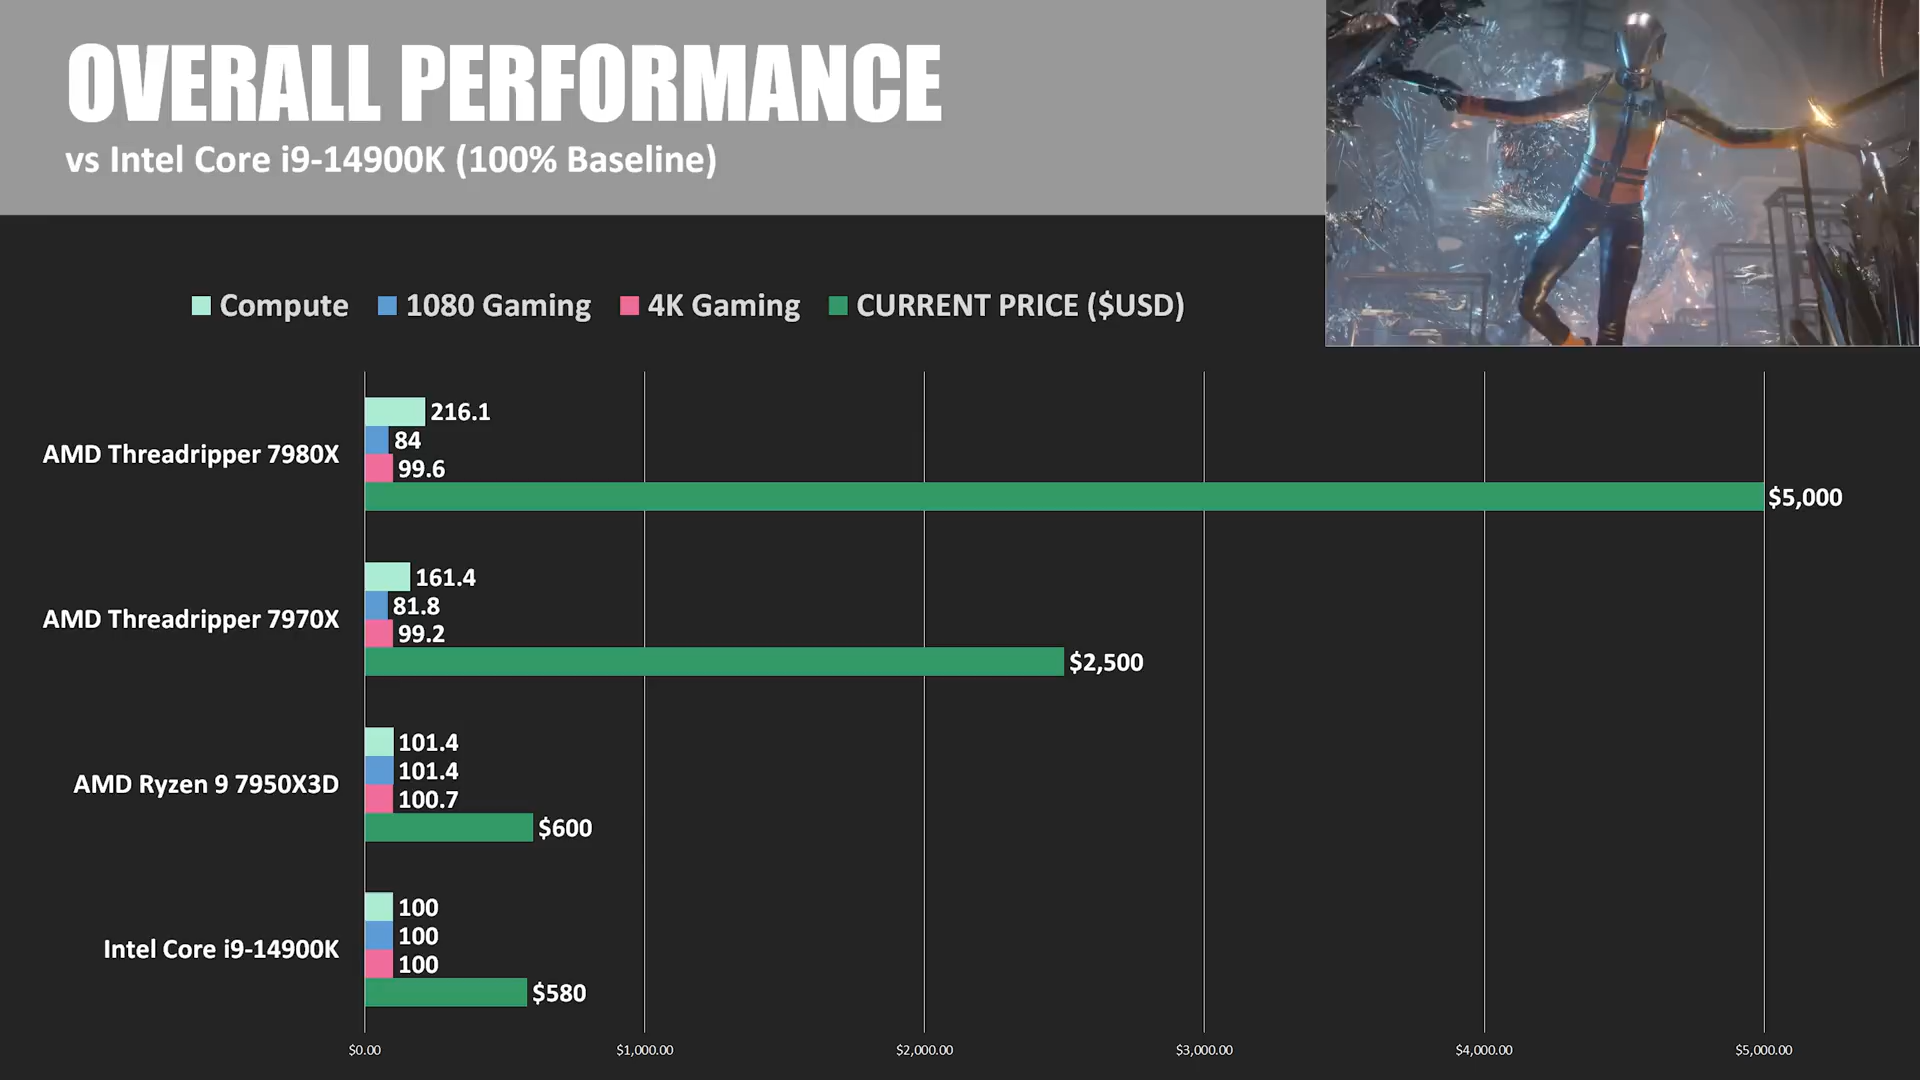 OVERALL PERFORMANCE
vs Intel Core i9-14900K (100% Baseline)
Compute 1080 Gaming 4K Gaming CURRENT PRICE ($USD)
AMD Threadripper 7980X
216.1
84
99.6
$5,000
AMD Threadripper 7970X
161.4
81.8
99.2
$2,500
AMD Ryzen 9 7950X3D
101.4
101.4
100.7
$600
Intel Core i9-14900K
100
100
100
$580
$0.00 $1,000.00 $2,000.00 $3,000.00 $4,000.00 $5,000.00